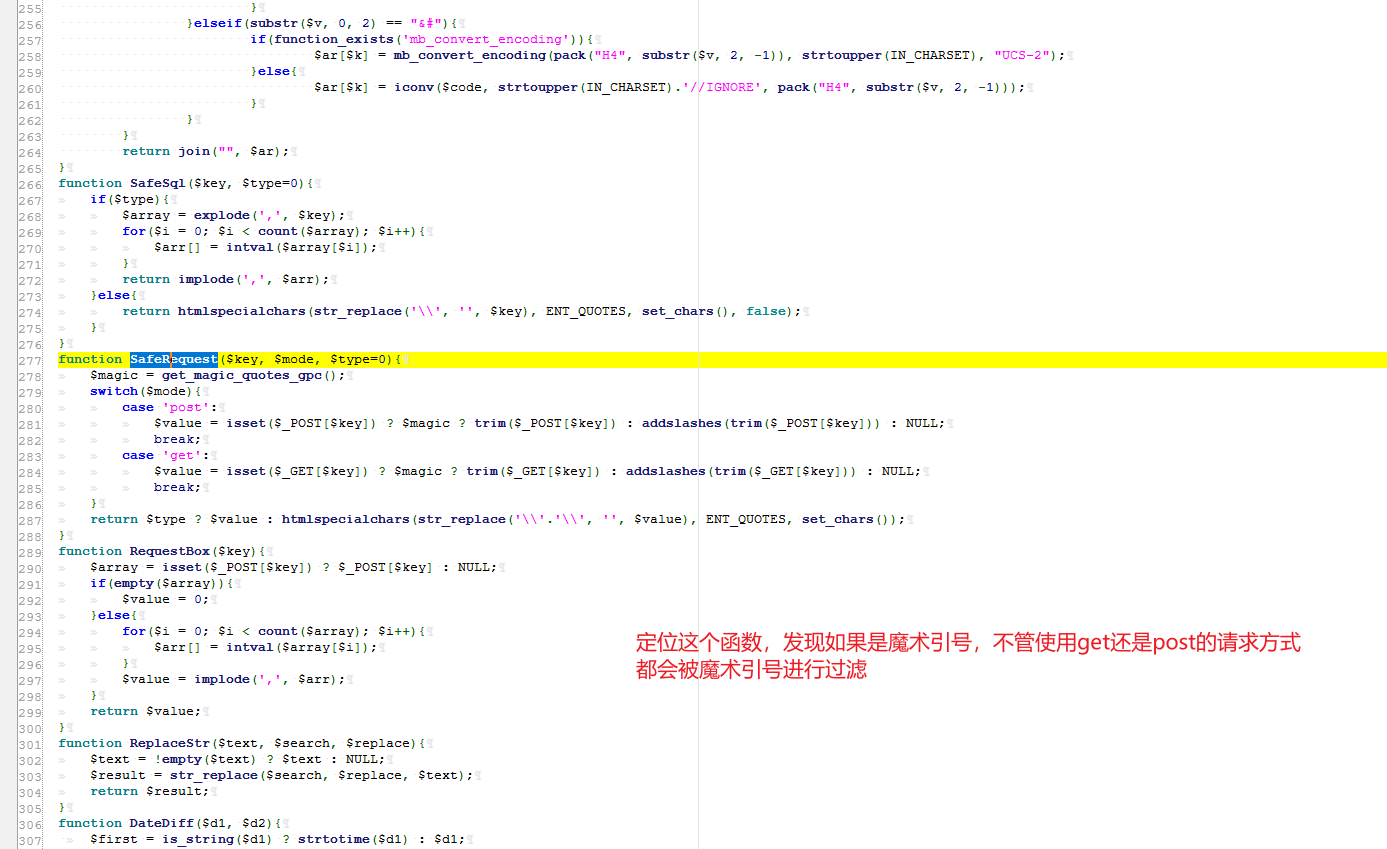 255 }
256 }elseif(substr($v, 0, 2) == "&#"){
257 if(function_exists('mb_convert_encoding')){
258 $ar[$k] = mb_convert_encoding(pack("H4", substr($v, 2, -1)), strtoupper(IN_CHARSET), "UCS-2");
259 }else{
260 $ar[$k] = iconv($code, strtoupper(IN_CHARSET).'//IGNORE', pack("H4", substr($v, 2, -1)));
261 }
262 }
263 }
264 return join("", $ar);
265 }
266 function SafeSql($key, $type=0){
267 if($type){
268 $array = explode(',', $key);
269 for($i = 0; $i < count($array); $i++){
270 $arr[] = intval($array[$i]);
271 }
272 return implode(',', $arr);
273 }else{
274 return htmlspecialchars(str_replace('\\', '', $key), ENT_QUOTES, set_chars(), false);
275 }
276 }
277 function SafeRequest($key, $mode, $type=0){
278 $magic = get_magic_quotes_gpc();
279 switch($mode){
280 case 'post':
281 $value = isset($_POST[$key]) ? $magic ? trim($_POST[$key]) : addslashes(trim($_POST[$key])) : NULL;
282 break;
283 case 'get':
284 $value = isset($_GET[$key]) ? $magic ? trim($_GET[$key]) : addslashes(trim($_GET[$key])) : NULL;
285 break;
286 }
287 return $type ? $value : htmlspecialchars(str_replace('\\'.'\\', '', $value), ENT_QUOTES, set_chars());
288 }
289 function RequestBox($key){
290 $array = isset($_POST[$key]) ? $_POST[$key] : NULL;
291 if(empty($array)){
292 $value = 0;
293 }else{
294 for($i = 0; $i < count($array); $i++){
295 $arr[] = intval($array[$i]);
296 }
297 $value = implode(',', $arr);
298 }
299 return $value;
300 }
301 function ReplaceStr($text, $search, $replace){
302 $text = !empty($text) ? $text : NULL;
303 $result = str_replace($search, $replace, $text);
304 return $result;
305 }
306 function DateDiff($d1, $d2){
307 $first = is_string($d1) ? strtotime($d1) : $d1;
定位这个函数，发现如果是魔术引号，不管使用get还是post的请求方式
都会被魔术引号进行过滤